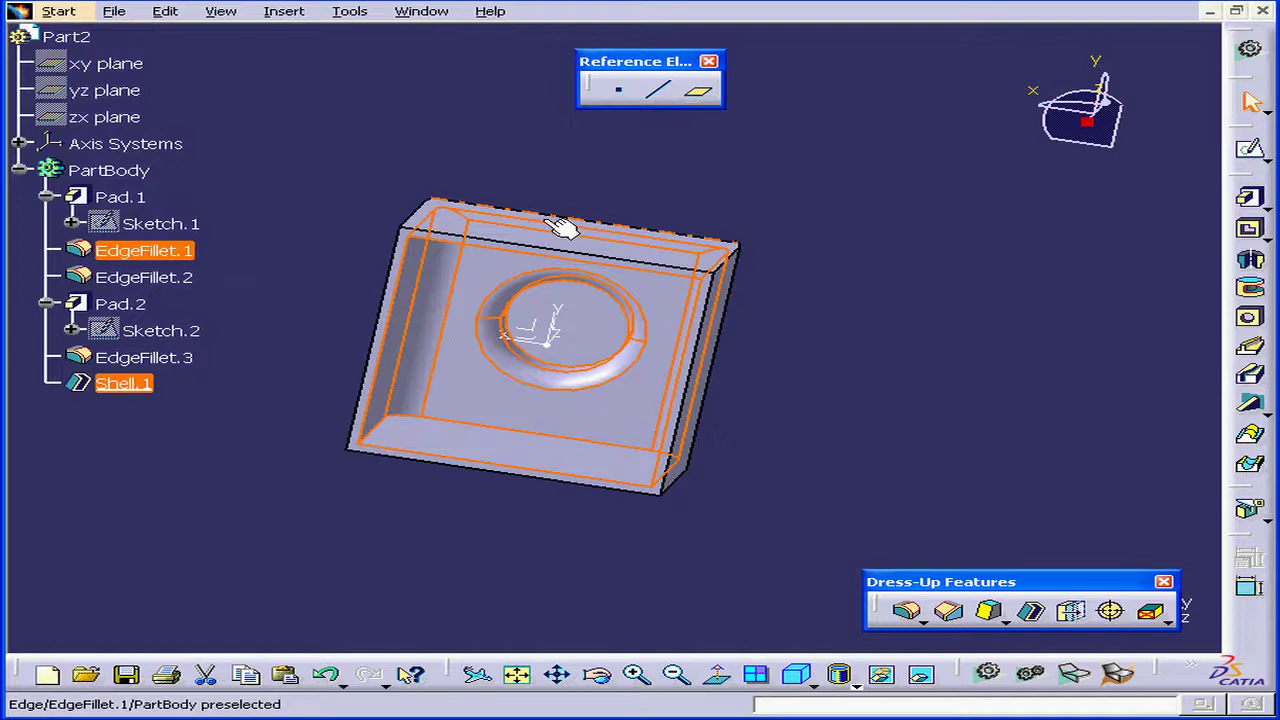 Start File Edit View Insert Tools Window Help
Part2
xy plane
yz plane
zx plane
Axis Systems
PartBody
Pad.1
Sketch.1
EdgeFillet.1
EdgeFillet.2
Pad.2
Sketch.2
EdgeFillet.3
Shell.1
Reference El...
y
x
z
y
x
z
Dress-Up Features
y
z
CATIA
Edge/EdgeFillet.1/PartBody preselected